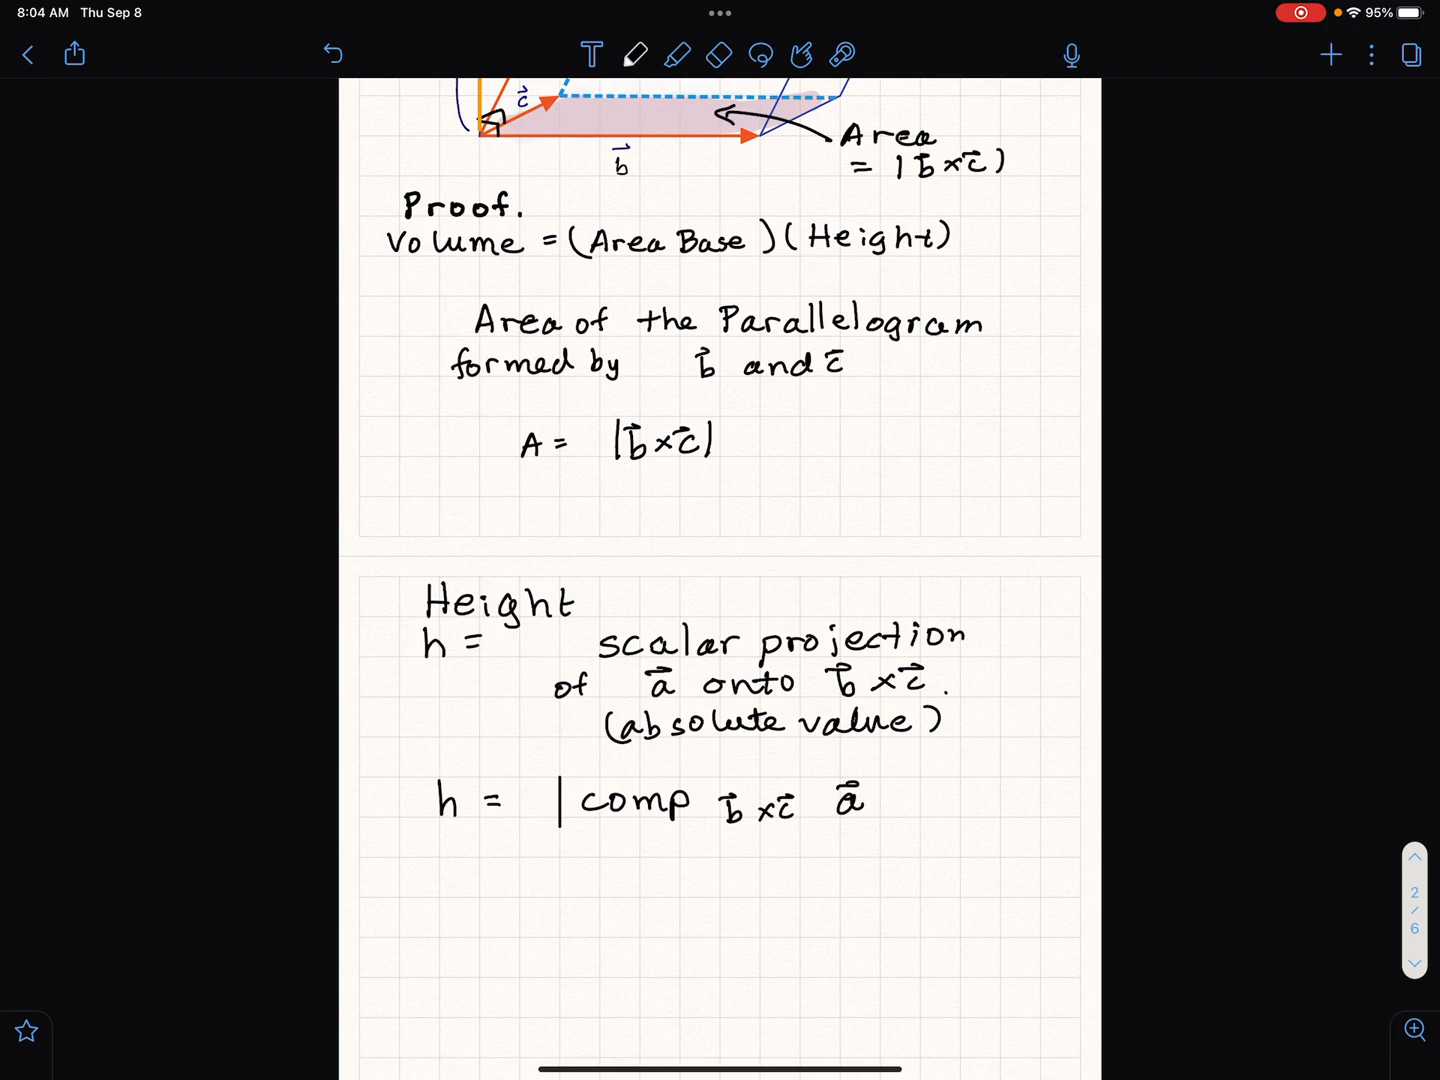 8:04 AM Thu Sep 8
95%
c⃗
b⃗
Area
= |b⃗ × c⃗|
Proof.
Volume = (Area Base)(Height)
Area of the Parallelogram
formed by b⃗ and c⃗
A = |b⃗ × c⃗|
Height
h = scalar projection
of a⃗ onto b⃗ × c⃗.
(absolute value)
h = | comp b⃗ × c⃗ a⃗
2
/
6